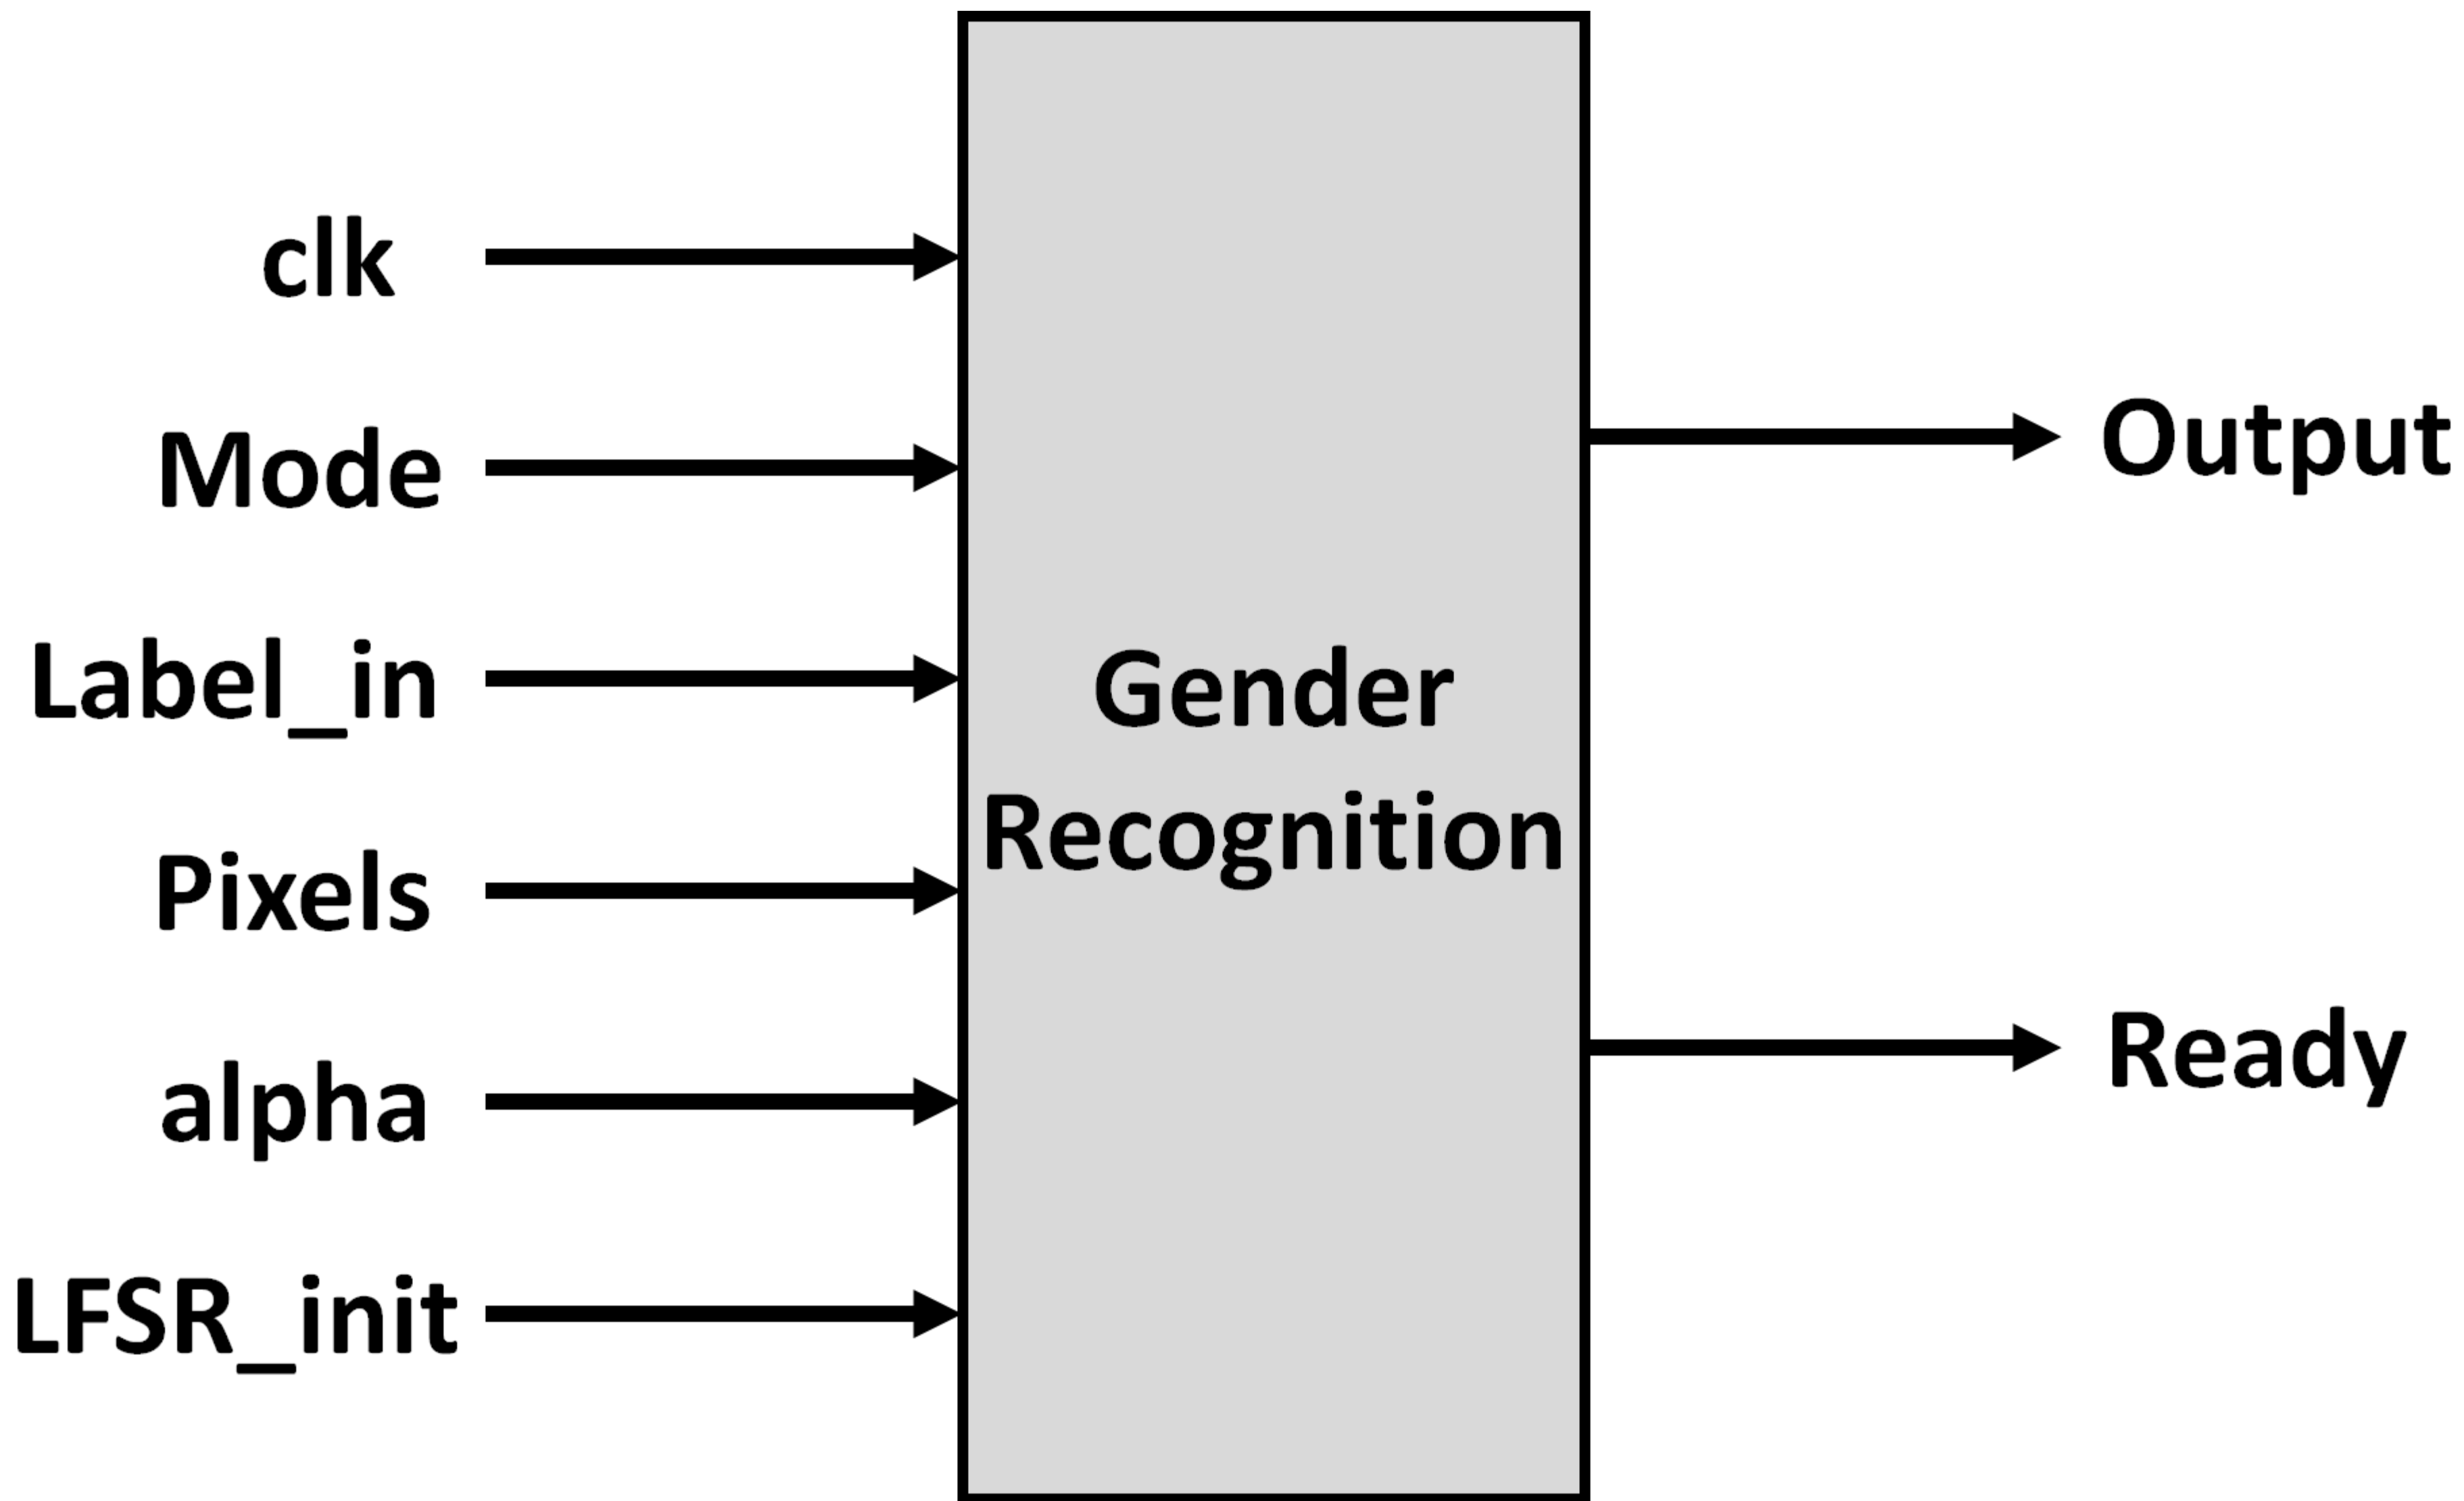 clk
Mode
Label_in
Pixels
alpha
LFSR_init
Gender
Recognition
Output
Ready